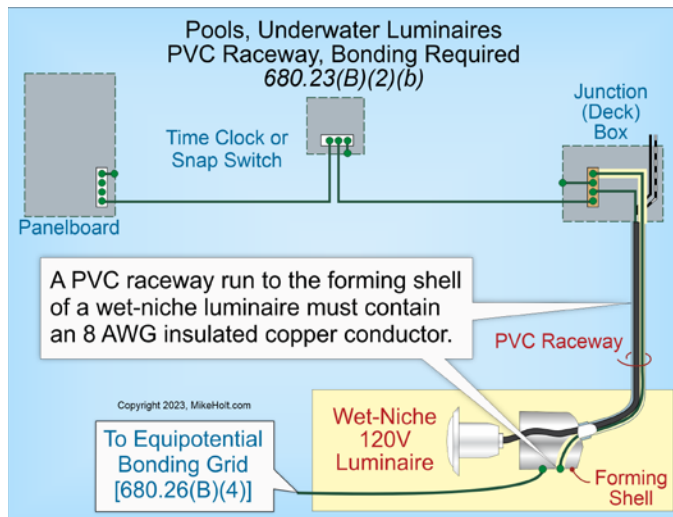 Pools, Underwater Luminaires
PVC Raceway, Bonding Required
680.23(B)(2)(b)
Junction
(Deck)
Box
Time Clock or
Snap Switch
Panelboard
A PVC raceway run to the forming shell
of a wet-niche luminaire must contain
an 8 AWG insulated copper conductor.
PVC Raceway
Copyright 2023, MikeHolt.com
Wet-Niche
120V
Luminaire
To Equipotential
Bonding Grid
[680.26(B)(4)]
Forming
Shell